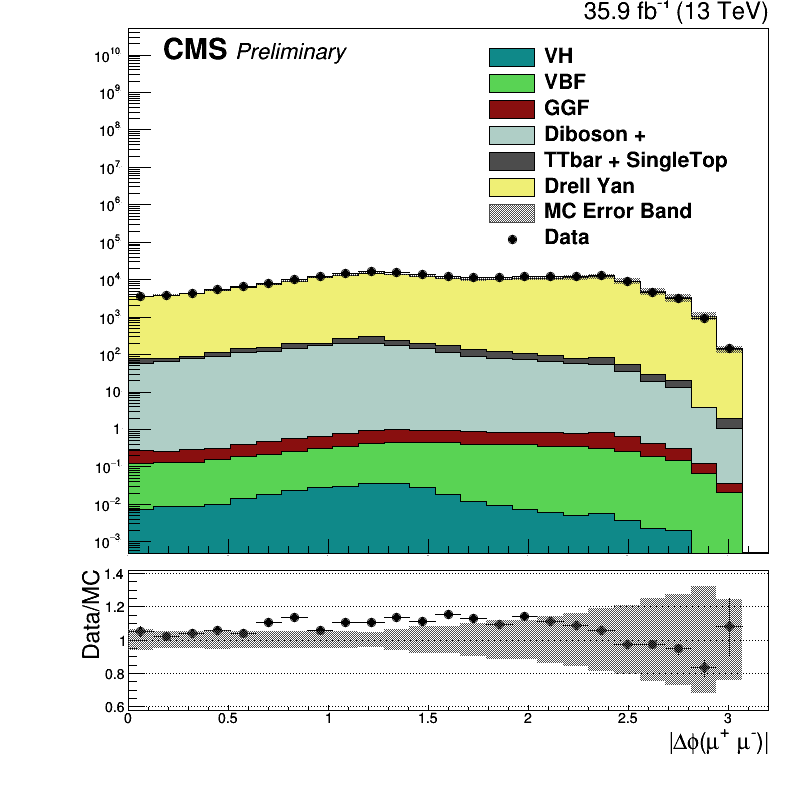 35.9 fb⁻¹ (13 TeV)
CMS Preliminary
VH
VBF
GGF
Diboson +
TTbar + SingleTop
Drell Yan
MC Error Band
Data
10¹⁰
10⁹
10⁸
10⁷
10⁶
10⁵
10⁴
10³
10²
10
1
10⁻¹
10⁻²
10⁻³
Data/MC
1.4
1.2
1
0.8
0.6
0 0.5 1 1.5 2 2.5 3
|Δϕ(μ⁺ μ⁻)|